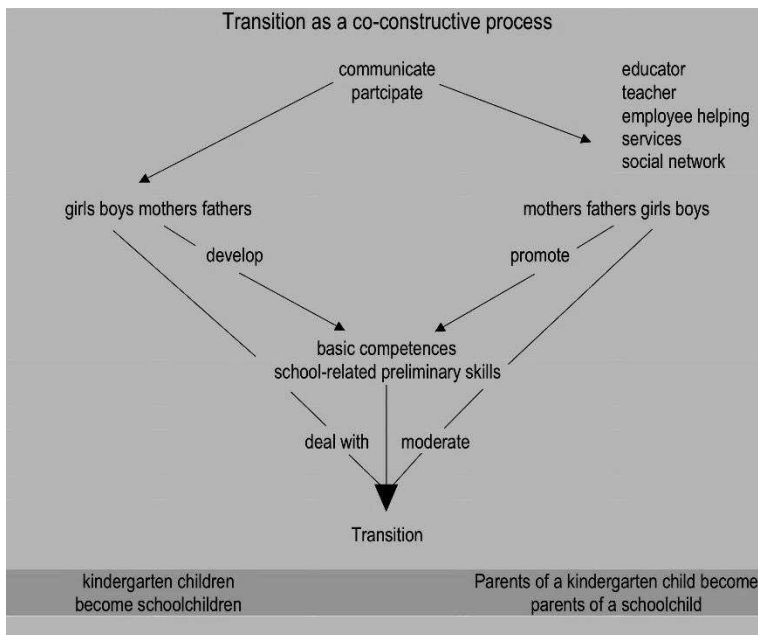 Transition as a co-constructive process
communicate
partcipate
educator
teacher
employee helping
services
social network
girls boys mothers fathers
mothers fathers girls boys
develop
promote
basic competences
school-related preliminary skills
deal with
moderate
Transition
kindergarten children
become schoolchildren
Parents of a kindergarten child become
parents of a schoolchild